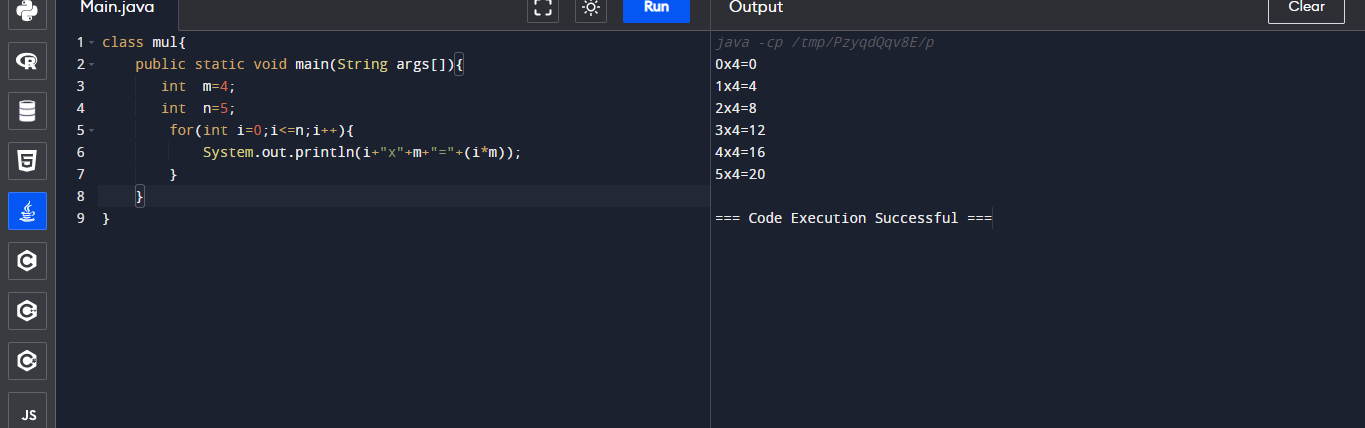 Main.java
Run
Output
Clear
1 class mul{
2     public static void main(String args[]){
3        int  m=4;
4        int  n=5;
5         for(int i=0;i<=n;i++){
6             System.out.println(i+"x"+m+"="+(i*m));
7         }
8     }
9 }
java -cp /tmp/PzyqdQqv8E/p
0x4=0
1x4=4
2x4=8
3x4=12
4x4=16
5x4=20
=== Code Execution Successful ===
JS